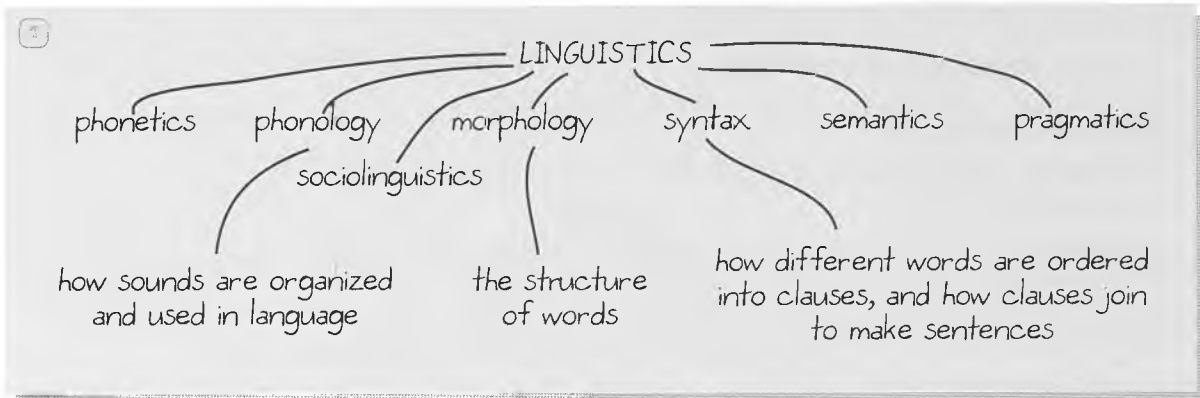 LINGUISTICS
phonetics phonology morphology syntax semantics pragmatics
sociolinguistics
how sounds are organized
and used in language
the structure
of words
how different words are ordered
into clauses, and how clauses join
to make sentences